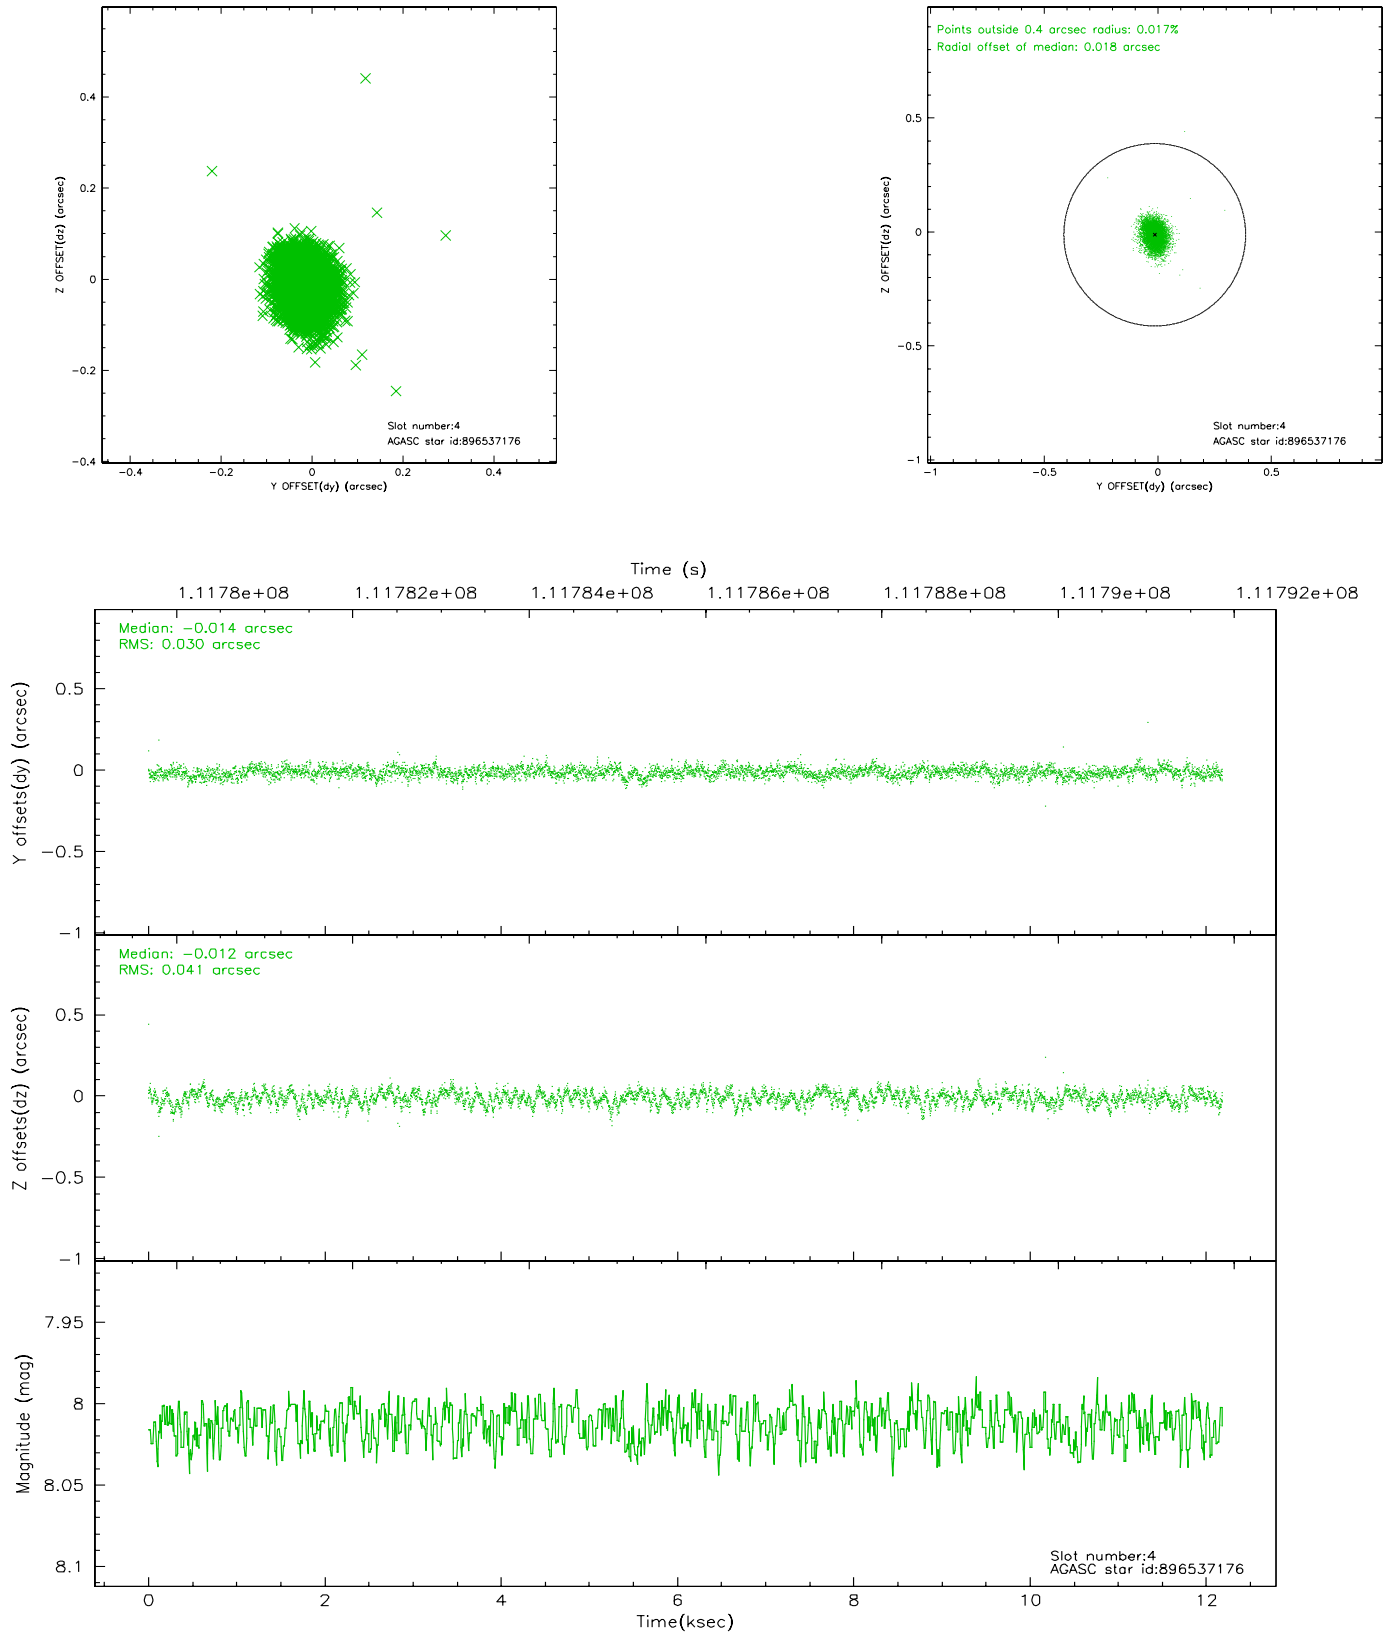 0.4
0.2
0
−0.2
−0.4
Z OFFSET(dz) (arcsec)
Slot number:4
AGASC star id:896537176
−0.4 −0.2 0 0.2 0.4
Y OFFSET(dy) (arcsec)
Points outside 0.4 arcsec radius: 0.017%
Radial offset of median: 0.018 arcsec
0.5
0
−0.5
−1
Z OFFSET(dz) (arcsec)
Slot number:4
AGASC star id:896537176
−1 −0.5 0 0.5
Y OFFSET(dy) (arcsec)
Time (s)
1.1178e+08 1.11782e+08 1.11784e+08 1.11786e+08 1.11788e+08 1.1179e+08 1.11792e+08
Median: −0.014 arcsec
RMS: 0.030 arcsec
0.5
0
−0.5
−1
Y offsets(dy) (arcsec)
Median: −0.012 arcsec
RMS: 0.041 arcsec
0.5
0
−0.5
−1
Z offsets(dz) (arcsec)
7.95
8
8.05
8.1
Magnitude (mag)
Slot number:4
AGASC star id:896537176
0 2 4 6 8 10 12
Time(ksec)